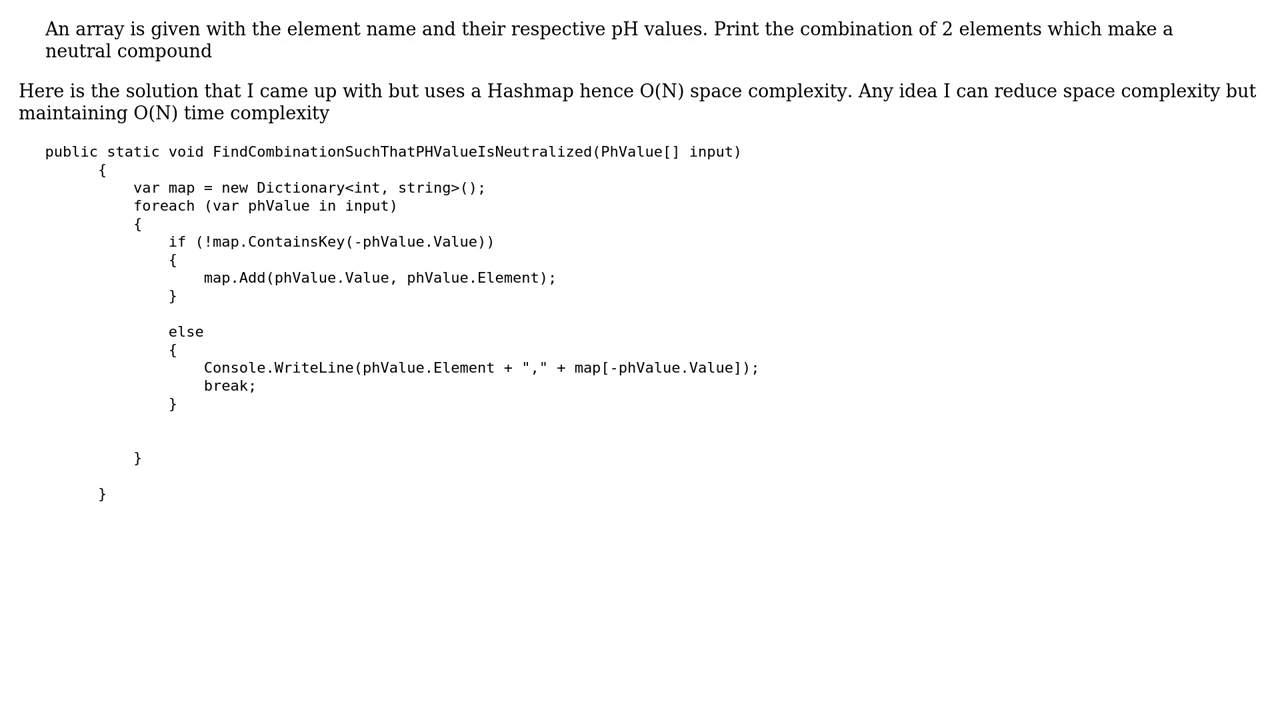 An array is given with the element name and their respective pH values. Print the combination of 2 elements which make a
neutral compound
Here is the solution that I came up with but uses a Hashmap hence O(N) space complexity. Any idea I can reduce space complexity but
maintaining O(N) time complexity
public static void FindCombinationSuchThatPHValueIsNeutralized(PhValue[] input)
{
var map = new Dictionary<int, string>();
foreach (var phValue in input)
{
if (!map.ContainsKey(-phValue.Value))
{
map.Add(phValue.Value, phValue.Element);
}
else
{
Console.WriteLine(phValue.Element + "," + map[-phValue.Value]);
break;
}
}
}